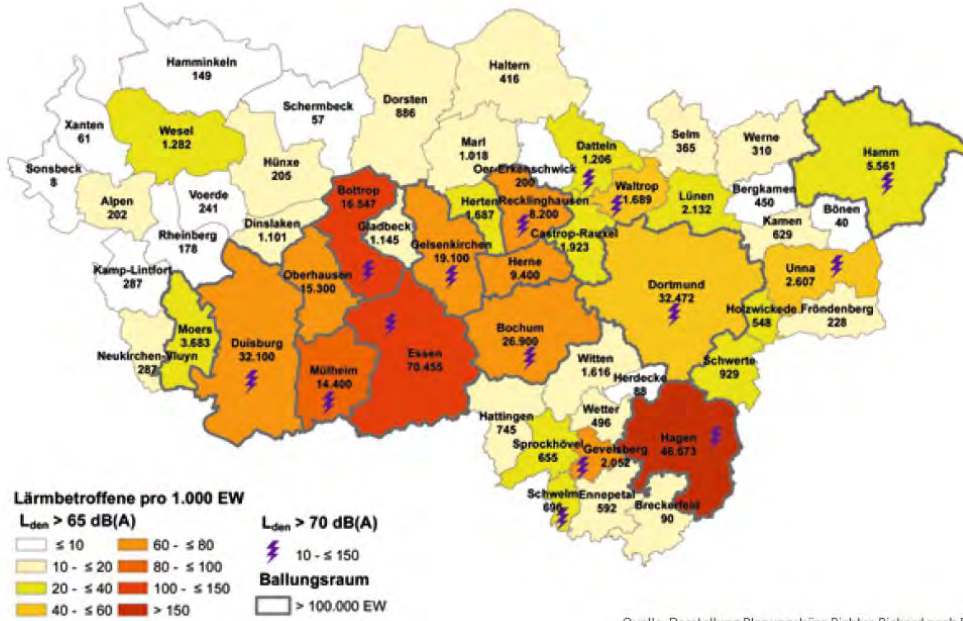 Hamminkeln
149
Haltern
416
Schermbeck
57
Dorsten
886
Xanten
61
Wesel
1.282
Marl
1.018
Datteln
1.206
Selm
365
Werne
310
Hamm
5.561
Sonsbeck
8
Hünxe
205
Oer-Erkenschwick
200
Alpen
202
Voerde
241
Bottrop
16.547
Herten
1.687
Recklinghausen
8.200
Waltrop
1.689
Lünen
2.132
Bergkamen
450
Bönen
40
Dinslaken
1.101
Gladbeck
1.145
Castrop-Rauxel
1.923
Kamen
629
Rheinberg
178
Gelsenkirchen
19.100
Kamp-Lintfort
287
Oberhausen
15.300
Herne
9.400
Dortmund
32.472
Unna
2.607
Holzwickede
548
Fröndenberg
228
Moers
3.683
Duisburg
32.100
Essen
70.455
Bochum
26.900
Neukirchen-Vluyn
287
Mülheim
14.400
Witten
1.616
Schwerte
929
Herdecke
88
Hattingen
745
Wetter
496
Hagen
46.673
Sprockhövel
655
Gevelsberg
2.052
Schwelm
696
Ennepetal
592
Breckerfeld
90
Lärmbetroffene pro 1.000 EW
Lden > 65 dB(A)
≤ 10
10 - ≤ 20
20 - ≤ 40
40 - ≤ 60
60 - ≤ 80
80 - ≤ 100
100 - ≤ 150
> 150
Lden > 70 dB(A)
10 - ≤ 150
Ballungsraum
> 100.000 EW